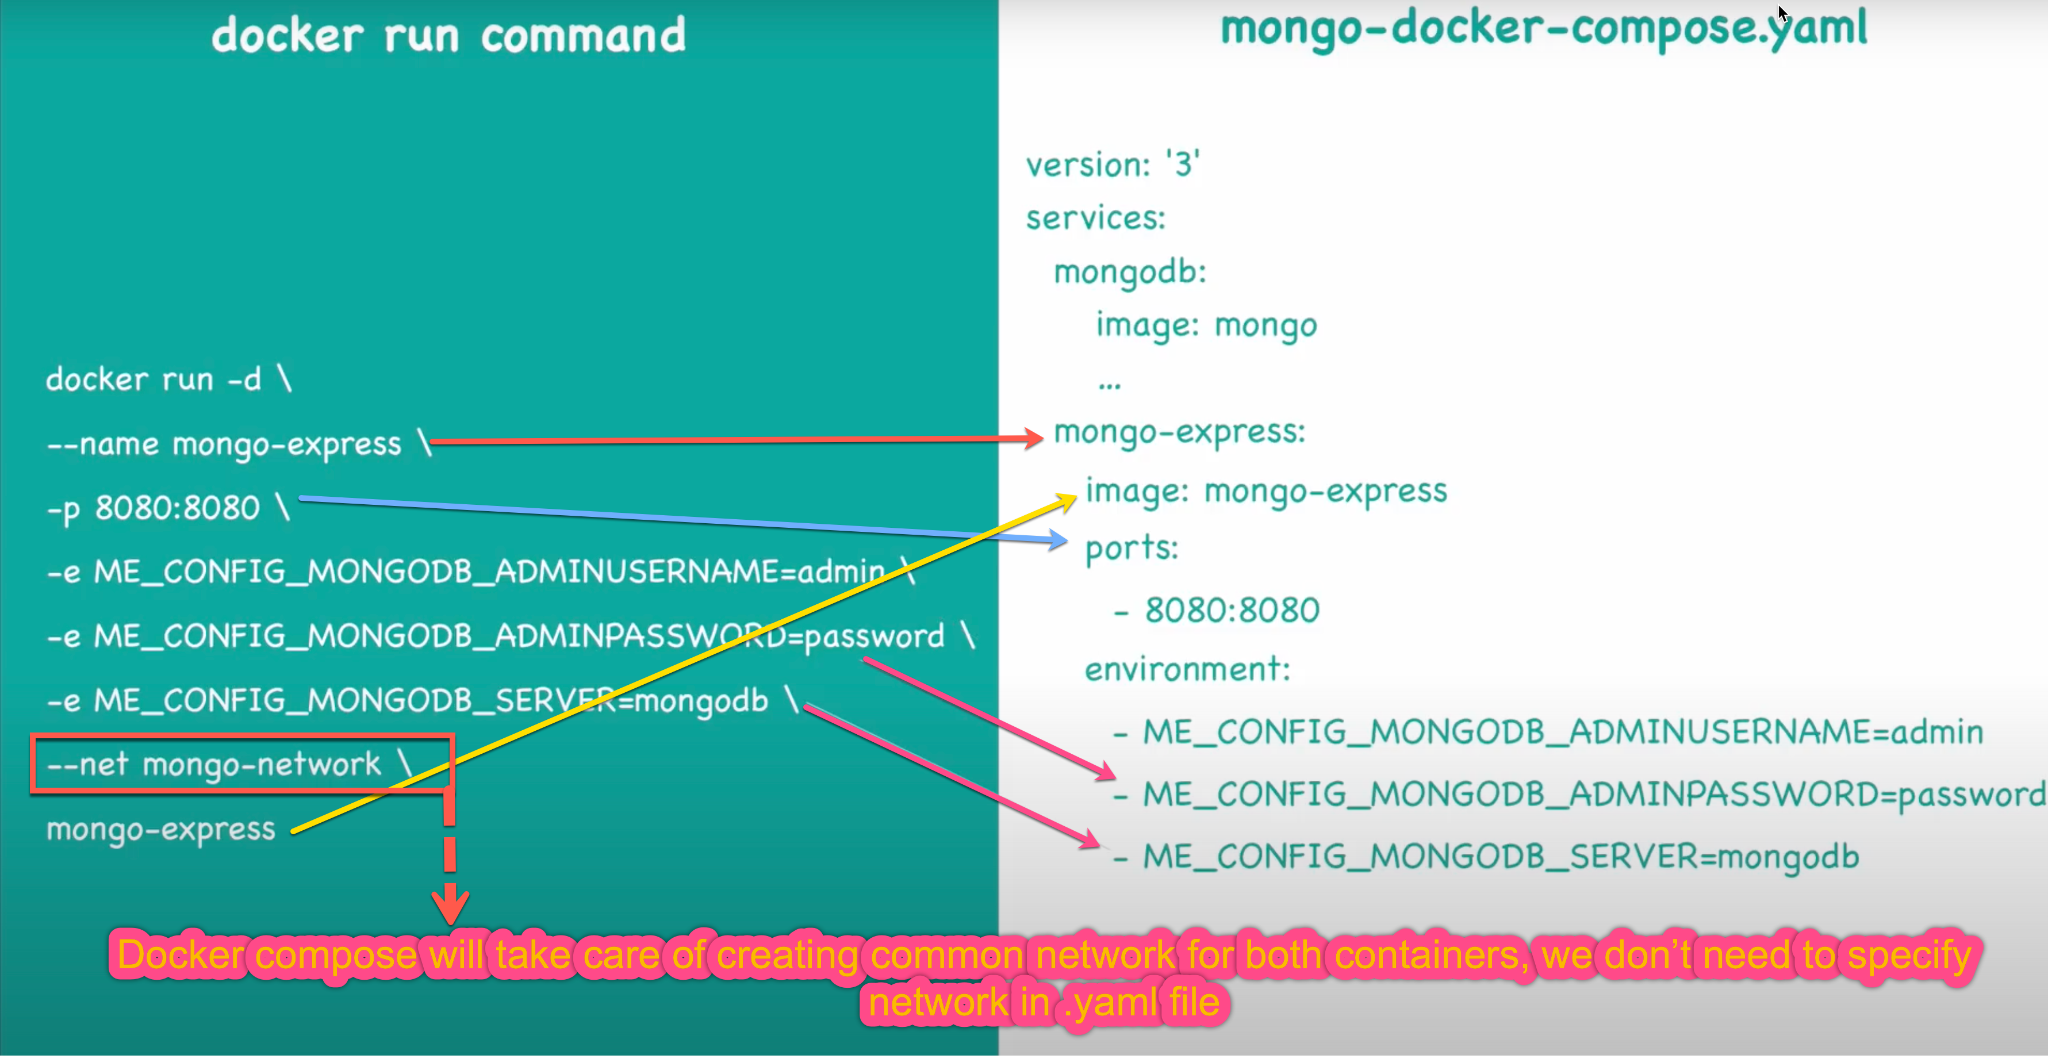 docker run command
docker run -d \
--name mongo-express \
-p 8080:8080 \
-e ME_CONFIG_MONGODB_ADMINUSERNAME=admin \
-e ME_CONFIG_MONGODB_ADMINPASSWORD=password \
-e ME_CONFIG_MONGODB_SERVER=mongodb \
--net mongo-network \
mongo-express
mongo-docker-compose.yaml
version: '3'
services:
mongodb:
image: mongo
...
mongo-express:
image: mongo-express
ports:
- 8080:8080
environment:
- ME_CONFIG_MONGODB_ADMINUSERNAME=admin
- ME_CONFIG_MONGODB_ADMINPASSWORD=password
- ME_CONFIG_MONGODB_SERVER=mongodb
Docker compose will take care of creating common network for both containers, we don’t need to specify
network in .yaml file